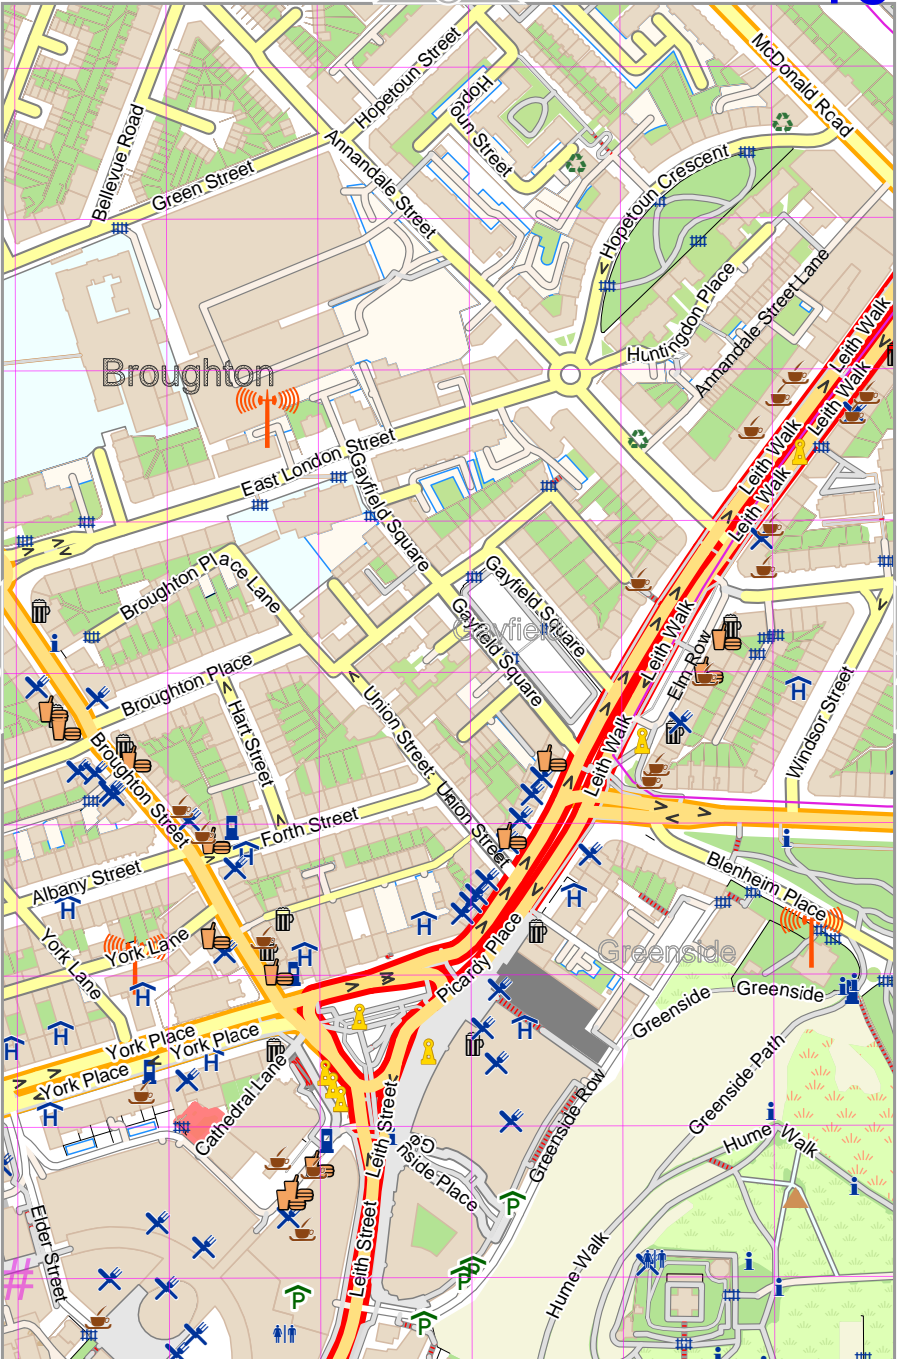 McDonald Road
Hopetoun Street
Hopeto
un Street
Bellevue Road
Green Street
Annandale Street
Hopetoun Crescent
Huntingdon Place
Annandale Street Lane
Leith Walk
Leith Walk
Broughton
East London Street
Gayfield Square
Leith Walk
Leith Walk
Broughton Place Lane
Gayfield Square
Gayfield Square
Gayfield
Leith Walk
Elm Row
Broughton Place
Hart Street
Union Street
Windsor Street
Leith Walk
Broughton Street
Union Street
Forth Street
Albany Street
Blenheim Place
York Lane
York Lane
Picardy Place
Greenside
Greenside
Greenside
York Place
York Place
York Place
Cathedral Lane
Greenside Row
Greenside Path
Hume Walk
Leith Street
Gree
nside Place
Leith Street
Elder Street
Hume Walk
#